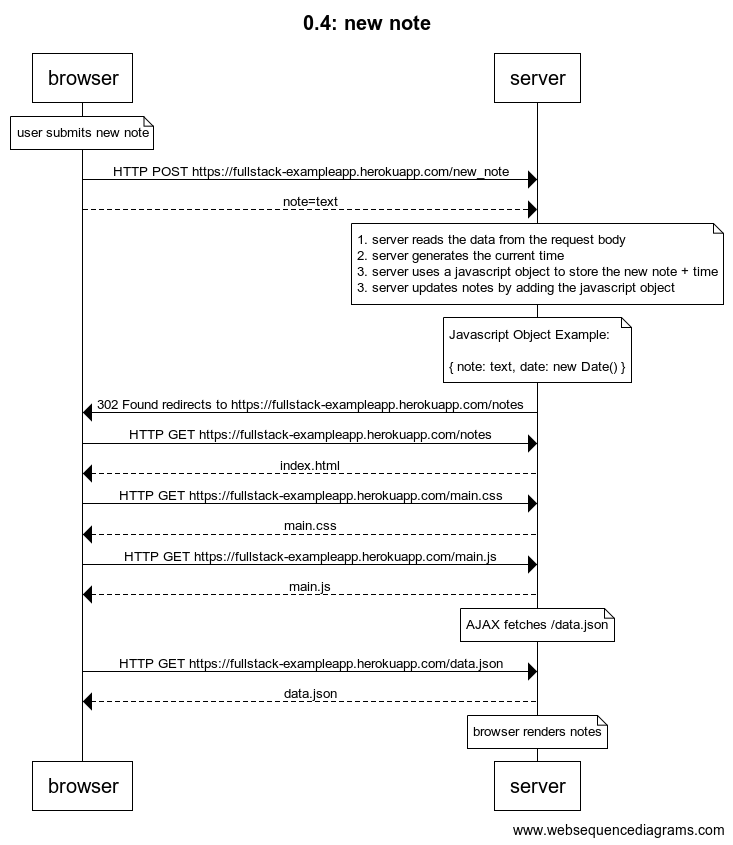 0.4: new note
browser
server
user submits new note
HTTP POST https://fullstack-exampleapp.herokuapp.com/new_note
note=text
1. server reads the data from the request body
2. server generates the current time
3. server uses a javascript object to store the new note + time
3. server updates notes by adding the javascript object
Javascript Object Example:
{ note: text, date: new Date() }
302 Found redirects to https://fullstack-exampleapp.herokuapp.com/notes
HTTP GET https://fullstack-exampleapp.herokuapp.com/notes
index.html
HTTP GET https://fullstack-exampleapp.herokuapp.com/main.css
main.css
HTTP GET https://fullstack-exampleapp.herokuapp.com/main.js
main.js
AJAX fetches /data.json
HTTP GET https://fullstack-exampleapp.herokuapp.com/data.json
data.json
browser renders notes
browser
server
www.websequencediagrams.com